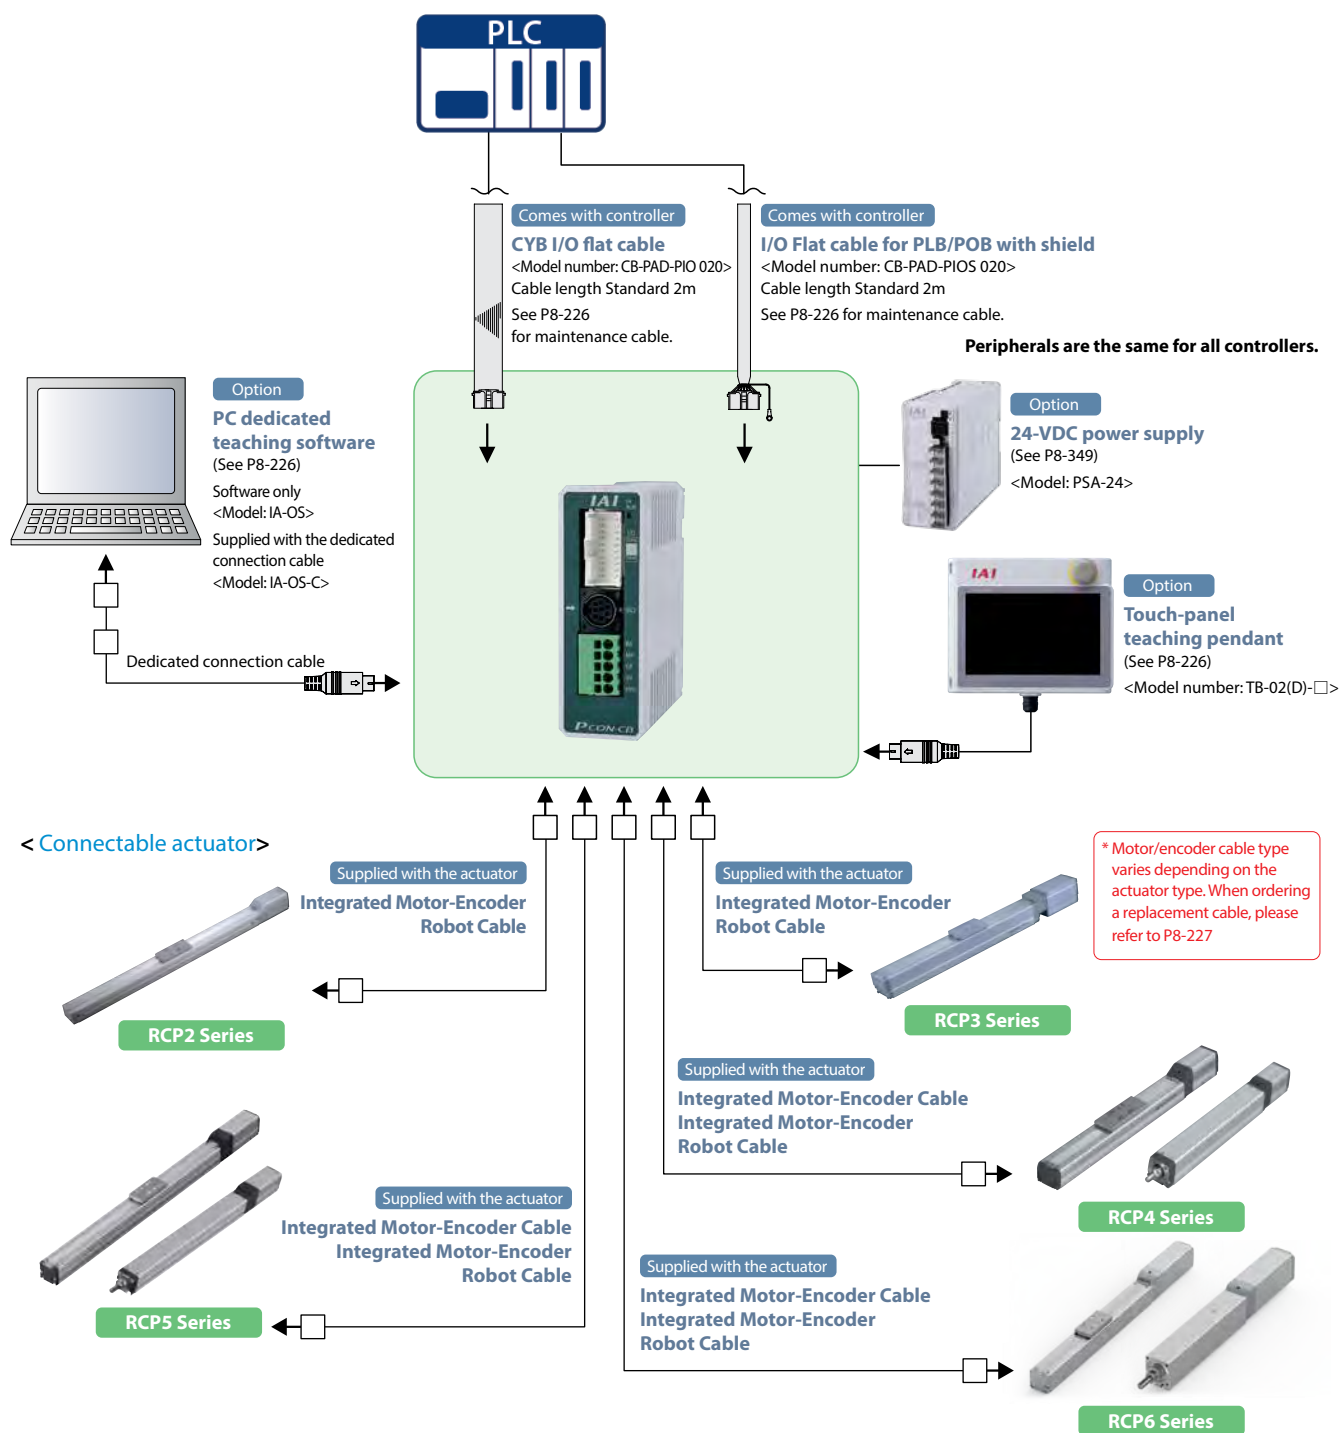 PLC
Comes with controller
CYB I/O flat cable
<Model number: CB-PAD-PIO 020>
Cable length Standard 2m
See P8-226
for maintenance cable.
Comes with controller
I/O Flat cable for PLB/POB with shield
<Model number: CB-PAD-PIOS 020>
Cable length Standard 2m
See P8-226 for maintenance cable.
Peripherals are the same for all controllers.
Option
PC dedicated
teaching software
(See P8-226)
Software only
<Model: IA-OS>
Supplied with the dedicated
connection cable
<Model: IA-OS-C>
Dedicated connection cable
IAI
PCON-CB
IAI
Option
24-VDC power supply
(See P8-349)
<Model: PSA-24>
IAI
Option
Touch-panel
teaching pendant
(See P8-226)
<Model number: TB-02(D)-□>
< Connectable actuator>
Supplied with the actuator
Integrated Motor-Encoder
Robot Cable
RCP2 Series
Supplied with the actuator
Integrated Motor-Encoder
Robot Cable
RCP3 Series
* Motor/encoder cable type
varies depending on the
actuator type. When ordering
a replacement cable, please
refer to P8-227
Supplied with the actuator
Integrated Motor-Encoder Cable
Integrated Motor-Encoder
Robot Cable
RCP4 Series
Supplied with the actuator
Integrated Motor-Encoder Cable
Integrated Motor-Encoder
Robot Cable
RCP5 Series
Supplied with the actuator
Integrated Motor-Encoder Cable
Integrated Motor-Encoder
Robot Cable
RCP6 Series